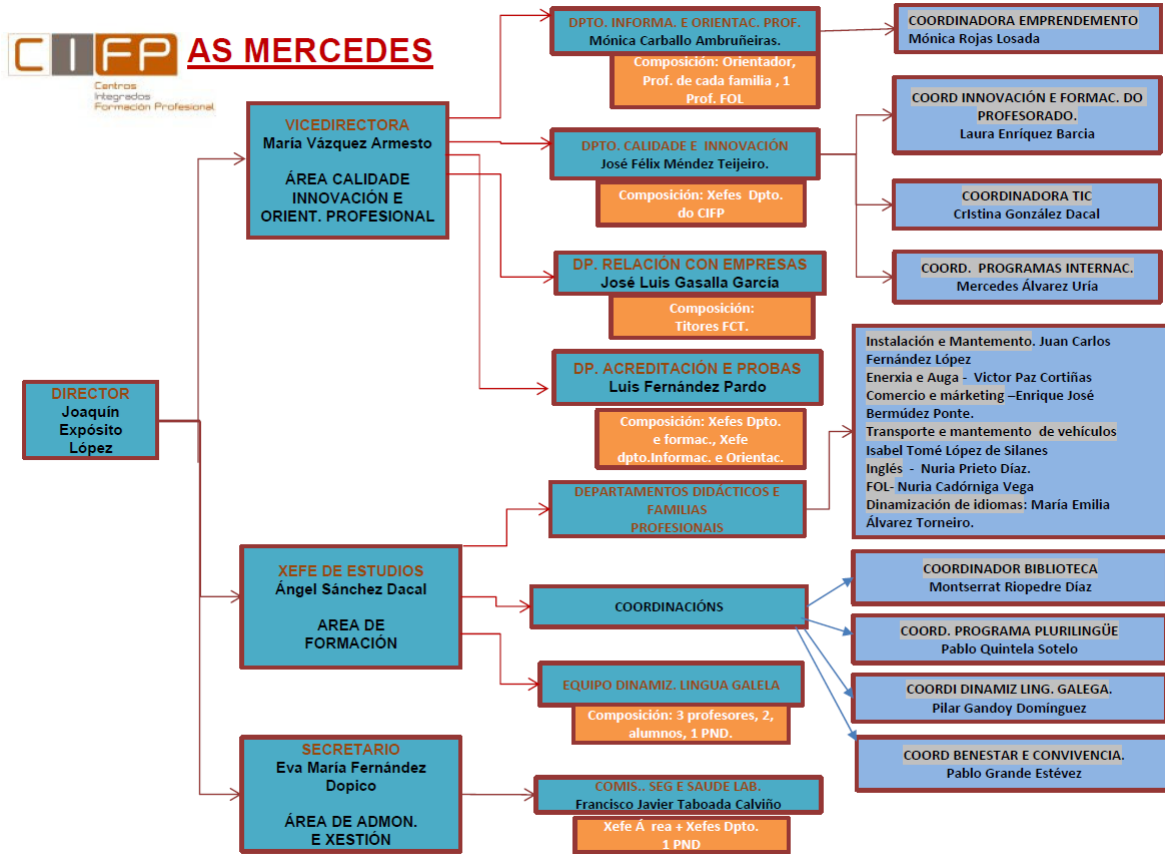 CIFP
Centros
Integrados
Formación Profesional
AS MERCEDES
DIRECTOR
Joaquín
Expósito
López
VICEDIRECTORA
María Vázquez Armesto
ÁREA CALIDADE
INNOVACIÓN E
ORIENT. PROFESIONAL
DPTO. INFORMA. E ORIENTAC. PROF.
Mónica Carballo Ambruñeiras.
Composición: Orientador,
Prof. de cada familia , 1
Prof. FOL
COORDINADORA EMPRENDEMENTO
Mónica Rojas Losada
DPTO. CALIDADE E INNOVACIÓN
José Félix Méndez Teijeiro.
Composición: Xefes Dpto.
do CIFP
COORD INNOVACIÓN E FORMAC. DO
PROFESORADO.
Laura Enríquez Barcia
COORDINADORA TIC
CrIstina González Dacal
COORD. PROGRAMAS INTERNAC.
Mercedes Álvarez Uría
DP. RELACIÓN CON EMPRESAS
José Luis Gasalla García
Composición:
Titores FCT.
DP. ACREDITACIÓN E PROBAS
Luis Fernández Pardo
Composición: Xefes Dpto.
e formac., Xefe
dpto.Informac. e Orientac.
XEFE DE ESTUDIOS
Ángel Sánchez Dacal
AREA DE
FORMACIÓN
DEPARTAMENTOS DIDÁCTICOS E
FAMILIAS
PROFESIONAIS
Instalación e Mantemento. Juan Carlos
Fernández López
Enerxia e Auga - Victor Paz Cortiñas
Comercio e márketing –Enrique José
Bermúdez Ponte.
Transporte e mantemento de vehículos
Isabel Tomé López de Silanes
Inglés - Nuria Prieto Díaz.
FOL- Nuria Cadórniga Vega
Dinamización de idiomas: María Emilia
Álvarez Torneiro.
COORDINACIÓNS
COORDINADOR BIBLIOTECA
Montserrat Riopedre Díaz
COORD. PROGRAMA PLURILINGÜE
Pablo Quintela Sotelo
COORDI DINAMIZ LING. GALEGA.
Pilar Gandoy Domínguez
COORD BENESTAR E CONVIVENCIA.
Pablo Grande Estévez
EQUIPO DINAMIZ. LINGUA GALELA
Composición: 3 profesores, 2,
alumnos, 1 PND.
SECRETARIO
Eva María Fernández
Dopico
ÁREA DE ADMON.
E XESTIÓN
COMIS.. SEG E SAUDE LAB.
Francisco Javier Taboada Calviño
Xefe Á rea + Xefes Dpto.
1 PND